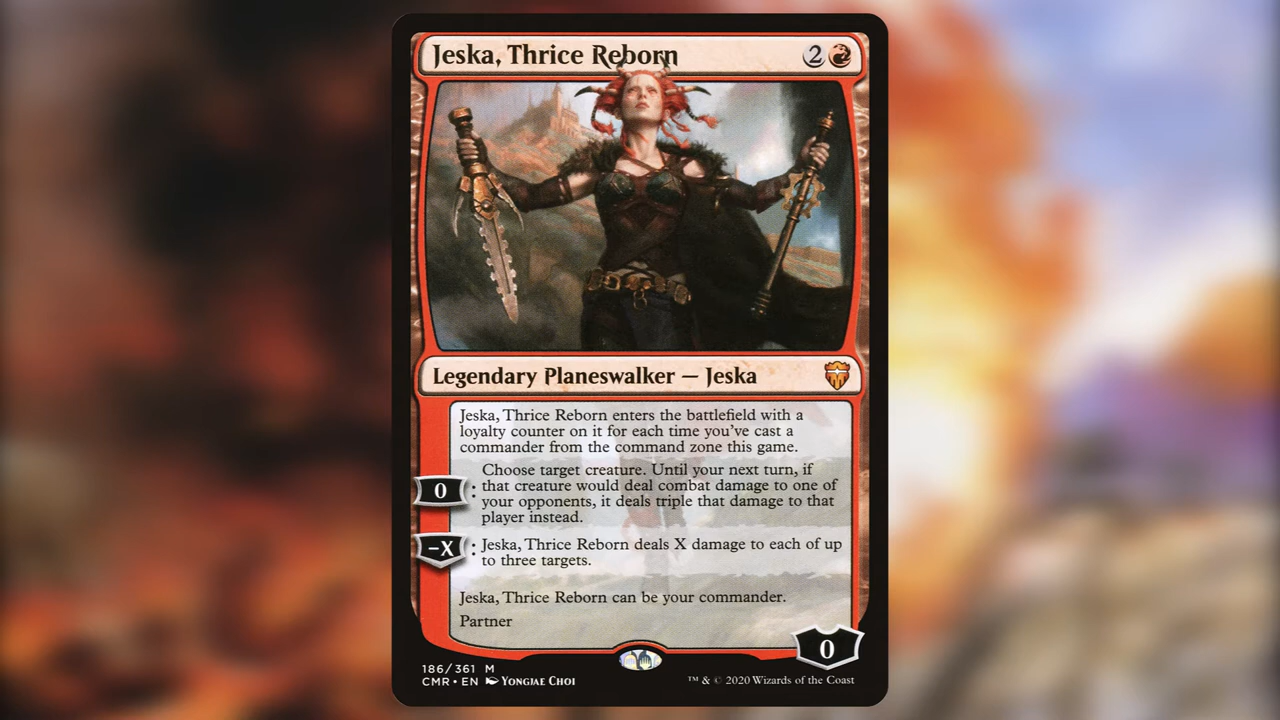 Jeska, Thrice Reborn 2
Legendary Planeswalker — Jeska
Jeska, Thrice Reborn enters the battlefield with a
loyalty counter on it for each time you've cast a
commander from the command zone this game.
0: Choose target creature. Until your next turn, if
that creature would deal combat damage to one of
your opponents, it deals triple that damage to that
player instead.
−X: Jeska, Thrice Reborn deals X damage to each of up
to three targets.
Jeska, Thrice Reborn can be your commander.
Partner
0
186/361 M
CMR • EN Yongjae Choi
™ & © 2020 Wizards of the Coast